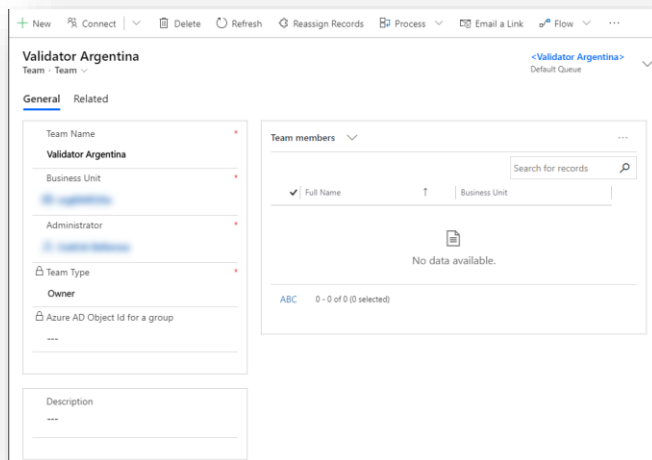 New Connect Delete Refresh Reassign Records Process Email a Link Flow ...
Validator Argentina
Team · Team
<Validator Argentina>
Default Queue
General Related
Team Name *
Validator Argentina
Business Unit *
Administrator *
Team Type *
Owner
Azure AD Object Id for a group
---
Description
---
Team members ...
Search for records
Full Name ↑ Business Unit
No data available.
ABC 0 - 0 of 0 (0 selected)